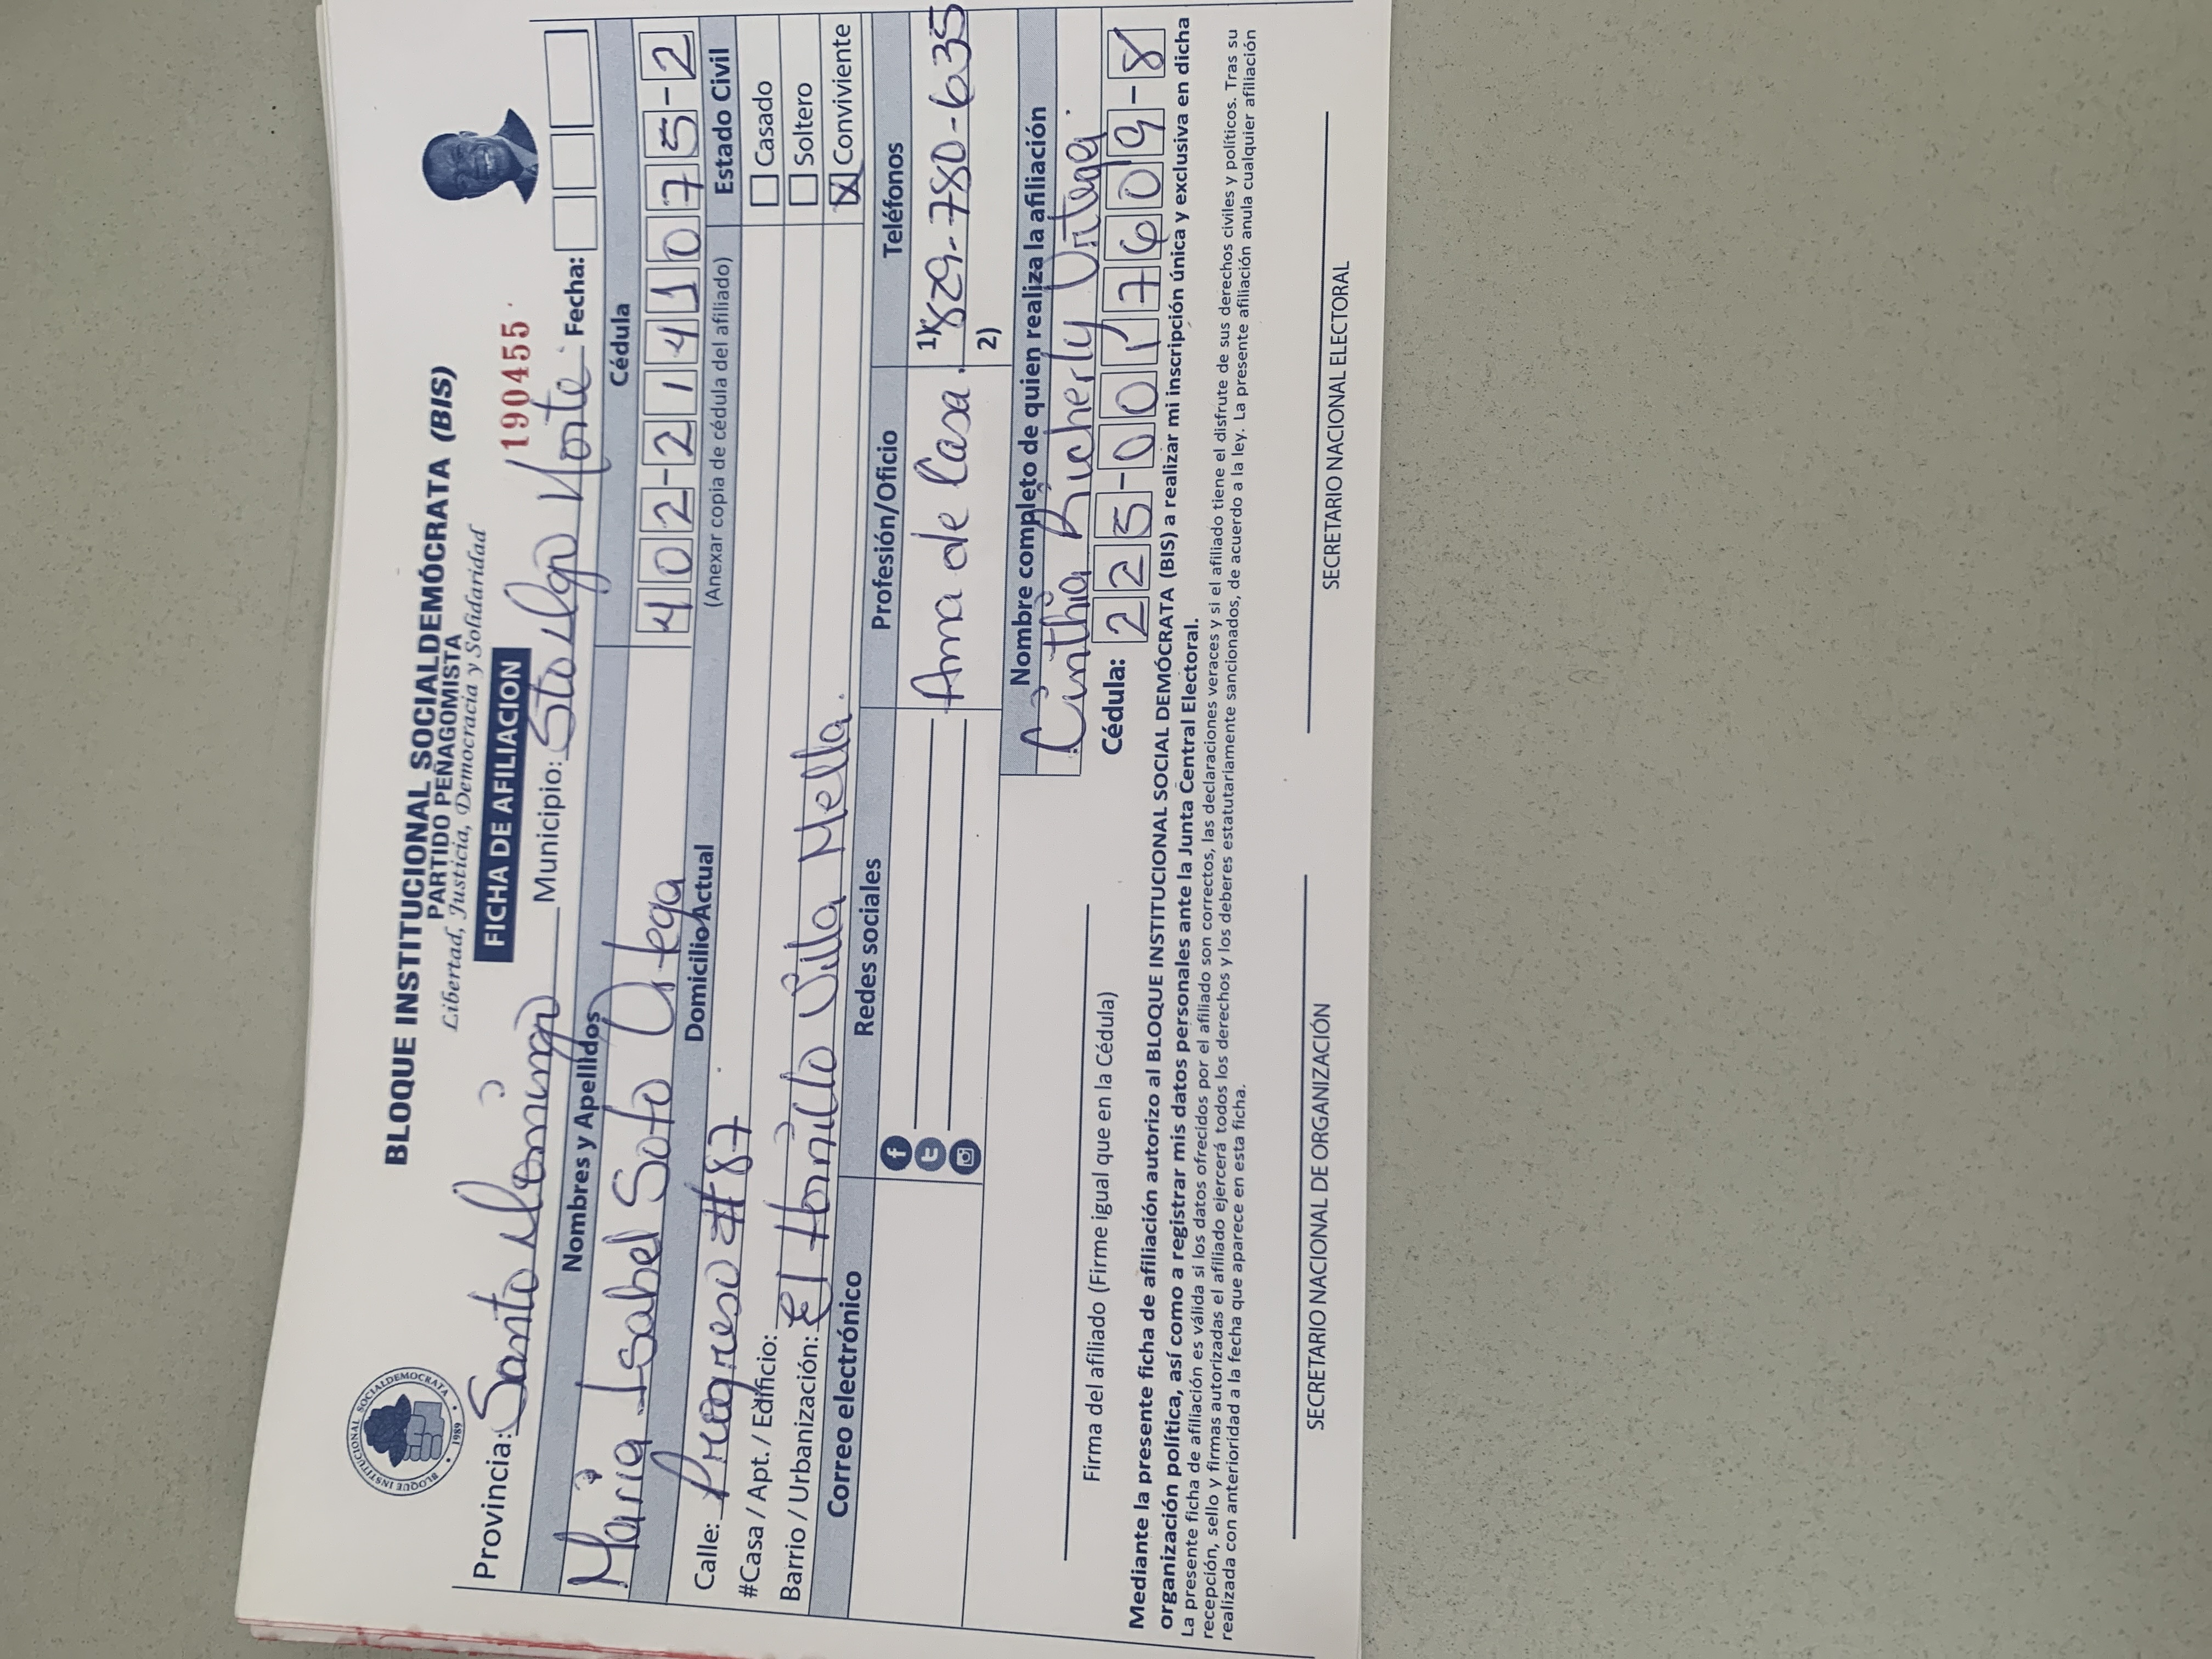 BLOQUE INSTITUCIONAL SOCIALDEMOCRATA
1989
BLOQUE INSTITUCIONAL SOCIALDEMÓCRATA (BIS)
PARTIDO PEÑAGOMISTA
Libertad, Justicia, Democracia y Solidaridad
FICHA DE AFILIACION
190455
Provincia: Santo Domingo Municipio: Sto Dgo Norte Fecha:
Nombres y Apellidos Cédula
Maria Isabel Soto Ortega 402-2141075-2
Domicilio Actual (Anexar copia de cédula del afiliado) Estado Civil
Calle: Progreso #87
Casado
#Casa / Apt. / Edificio:
Soltero
Barrio / Urbanización: El Hornillo Villa Mella.
Conviviente
Correo electrónico Redes sociales Profesión/Oficio Teléfonos
Ama de Casa. 1) 829-780-635
2)
Nombre completo de quien realiza la afiliación
Cinthia Richerly Ortega.
Cédula: 225-0017609-8
Firma del afiliado (Firme igual que en la Cédula)
Mediante la presente ficha de afiliación autorizo al BLOQUE INSTITUCIONAL SOCIAL DEMÓCRATA (BIS) a realizar mi inscripción única y exclusiva en dicha
organización política, así como a registrar mis datos personales ante la Junta Central Electoral.
La presente ficha de afiliación es válida si los datos ofrecidos por el afiliado son correctos, las declaraciones veraces y si el afiliado tiene el disfrute de sus derechos civiles y políticos. Tras su
recepción, sello y firmas autorizadas el afiliado ejercerá todos los derechos y los deberes estatutariamente sancionados, de acuerdo a la ley. La presente afiliación anula cualquier afiliación
realizada con anterioridad a la fecha que aparece en esta ficha.
SECRETARIO NACIONAL DE ORGANIZACIÓN SECRETARIO NACIONAL ELECTORAL